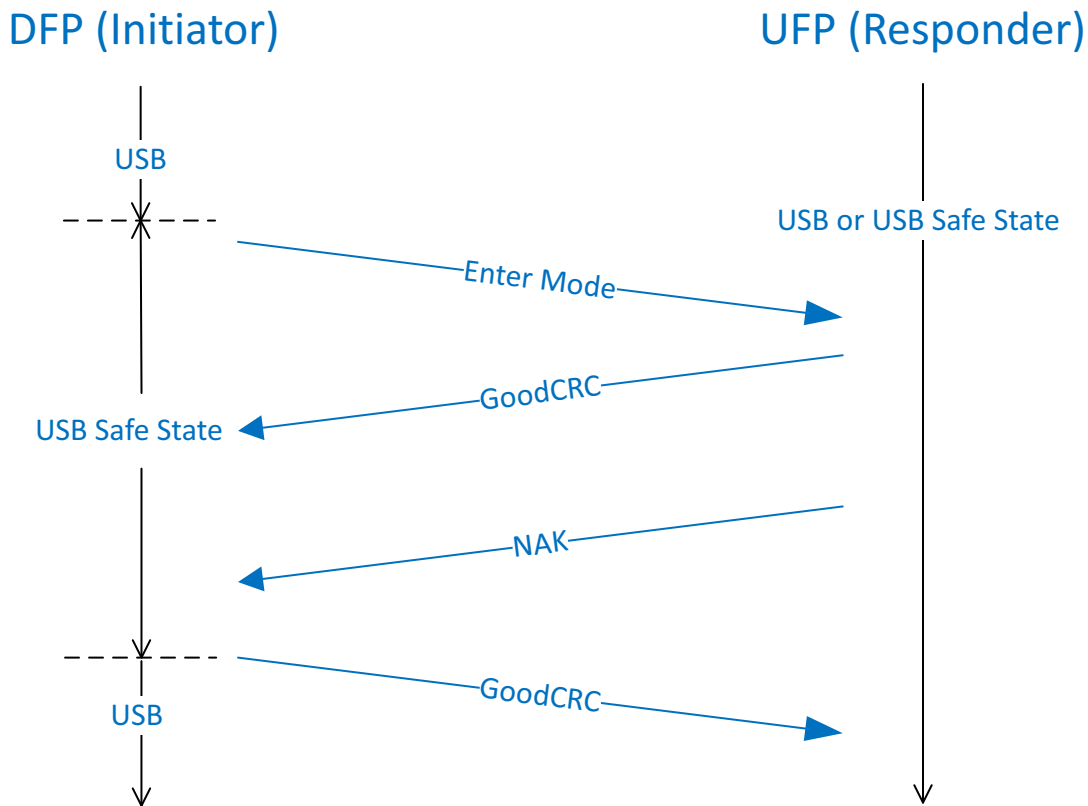 DFP (Initiator)
UFP (Responder)
USB
USB or USB Safe State
Enter Mode
GoodCRC
USB Safe State
NAK
GoodCRC
USB